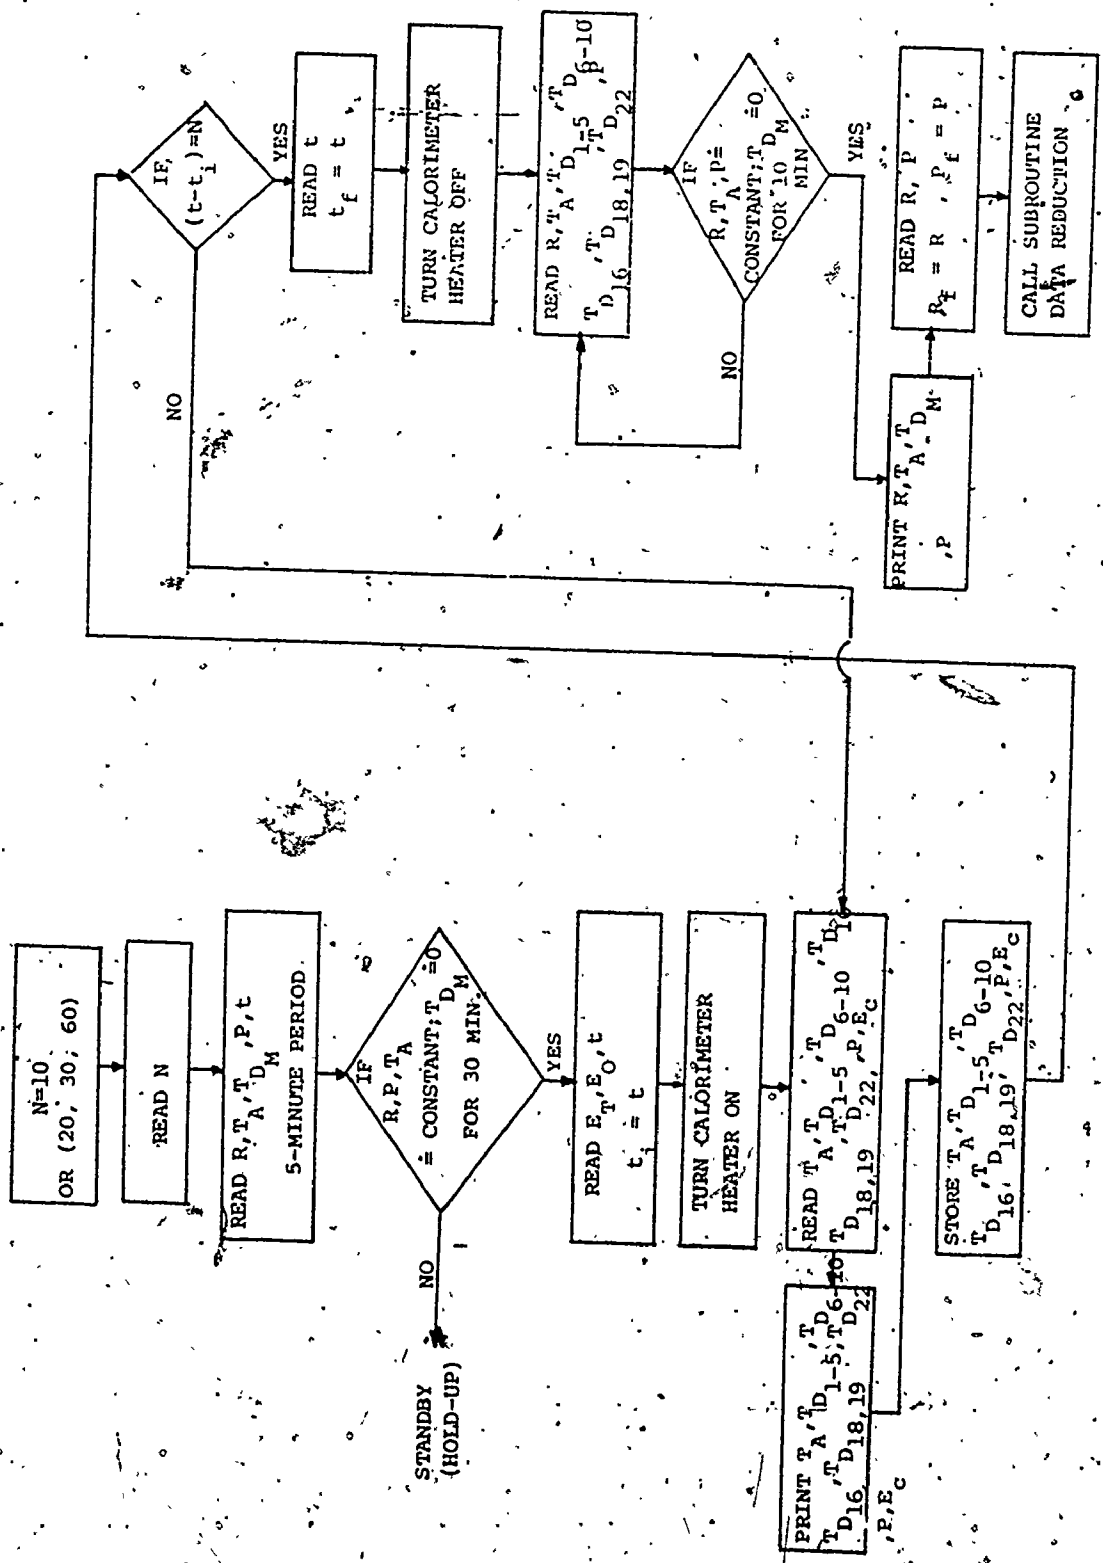 N=10
OR (20, 30, 60)
READ N
READ R,T_A,T_D_M,P,t
5-MINUTE PERIOD
IF
R,P,T_A
≐ CONSTANT;T_D_M ≐0
FOR 30 MIN.
NO
STANDBY
(HOLD-UP)
YES
READ E_T,E_O,t
t_i = t
TURN CALORIMETER
HEATER ON
READ T_A,T_D_1-5,T_D_6-10,T_D_16
T_D_18,19,T_D_22,P,E_C
PRINT T_A,T_D_1-5,T_D_6-10
T_D_16,T_D_18,19,T_D_22
,P,E_C
STORE T_A,T_D_1-5,T_D_6-10
T_D_16,T_D_18,19,T_D_22,P,E_C
IF
(t-t_i)=N
NO
YES
READ t
t_f = t
TURN CALORIMETER
HEATER OFF
READ R,T_A,T_D_1-5,T_D_6-10
T_D_16,T_D_18,19,T_D_22,P
IF
R,T_A,P≐
CONSTANT;T_D_M ≐0
FOR 10
MIN
NO
YES
PRINT R,T_A,T_D_M
,P
READ R,P
R_f = R , P_f = P
CALL SUBROUTINE
DATA REDUCTION